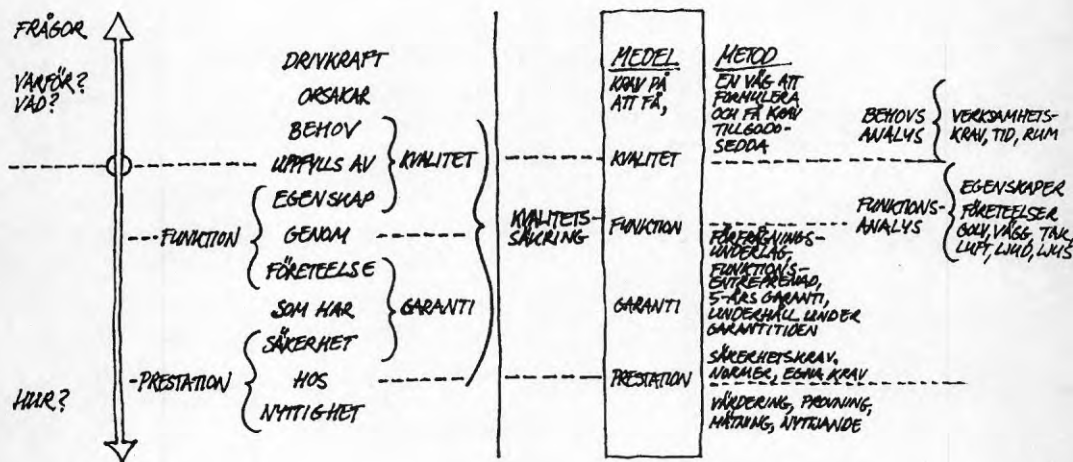 FRÅGOR
VARFÖR?
VAD?
HUR?
FUNKTION
PRESTATION
DRIVKRAFT
ORSAKAR
BEHOV
UPPFYLLS AV
EGENSKAP
GENOM
FÖRETEELSE
SOM HAR
SÄKERHET
HOS
NYTTIGHET
KVALITET
GARANTI
KVALITETS-
SÄKRING
MEDEL
KRAV PÅ
ATT FÅ,
KVALITET
FUNKTION
GARANTI
PRESTATION
METOD
EN VÄG ATT
FORMULERA
OCH FÅ KRAV
TILLGODO-
SEDDA
FÖRFRÅGNINGS-
UNDERLAG,
FUNKTIONS-
ENTREPRENAD,
5-ÅRS GARANTI,
UNDERHÅLL UNDER
GARANTITIDEN
SÄKERHETSKRAV.
NORMER, EGNA KRAV
VÄRDERING, PROVNING,
MÄTNING, NYTTJANDE
BEHOVS
ANALYS
VERKSAMHETS-
KRAV, TID, RUM
FUNKTIONS-
ANALYS
EGENSKAPER
FÖRETEELSER
GOLV, VÄGG, TAK,
LUFT, LJUD, LJUS